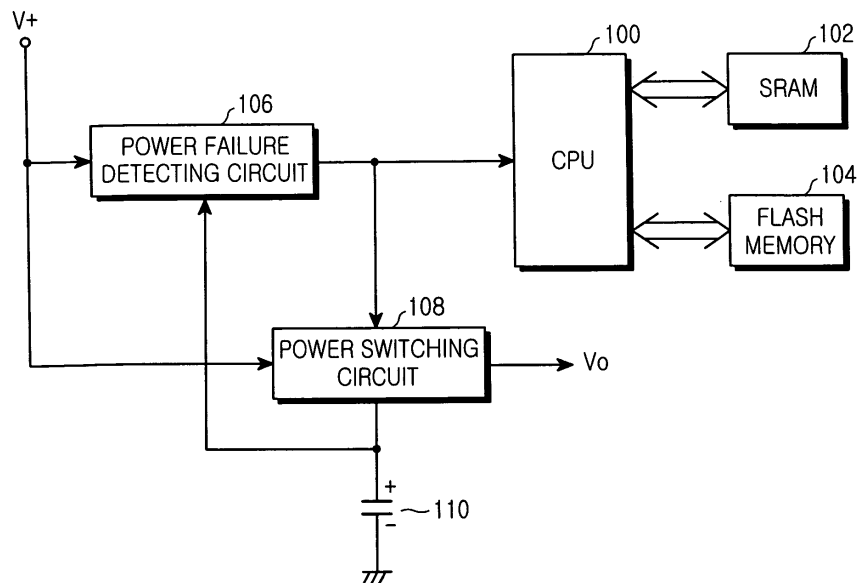 V+
100
102
CPU
SRAM
106
POWER FAILURE
DETECTING CIRCUIT
104
FLASH
MEMORY
108
POWER SWITCHING
CIRCUIT
Vo
+
110
-